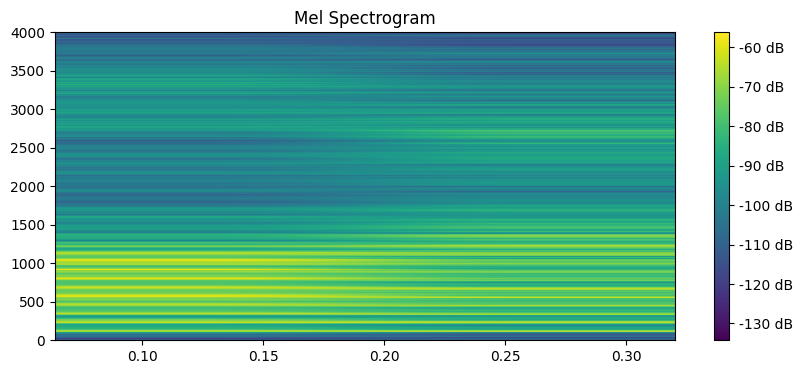 Mel Spectrogram
4000
3500
3000
2500
2000
1500
1000
500
0
0.10
0.15
0.20
0.25
0.30
-60 dB
-70 dB
-80 dB
-90 dB
-100 dB
-110 dB
-120 dB
-130 dB